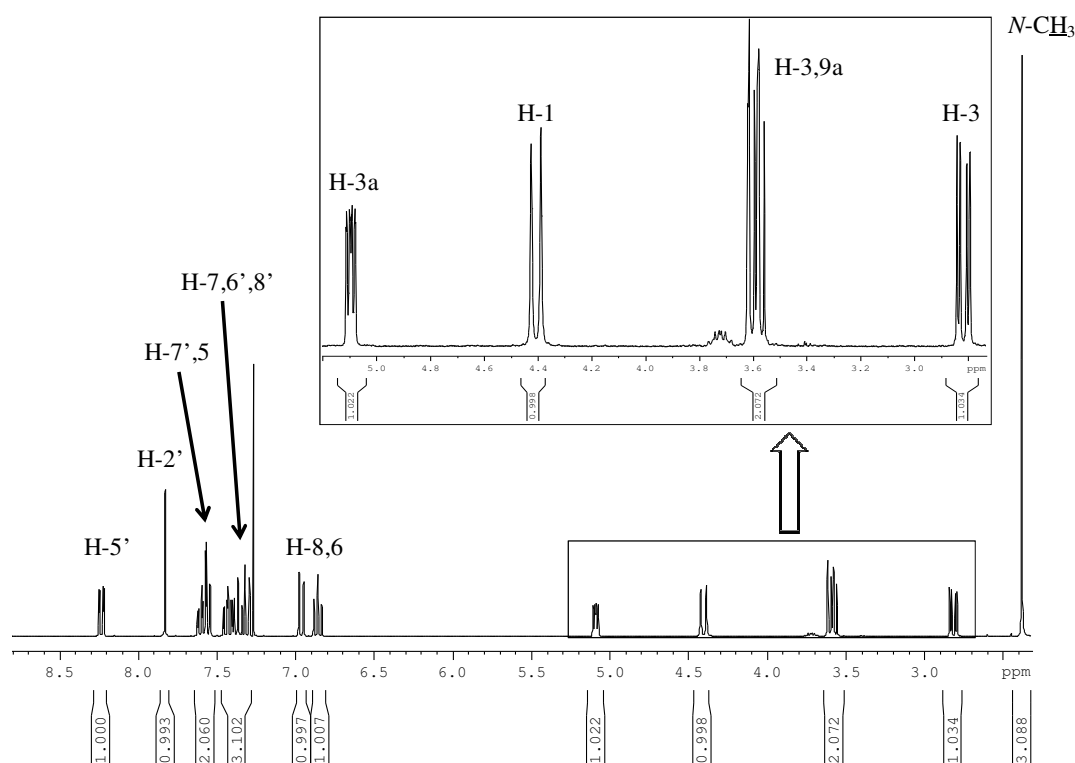 N-CH3
H-3,9a
H-1
H-3
H-3a
H-7,6’,8’
H-7’,5
5.0 4.8 4.6 4.4 4.2 4.0 3.8 3.6 3.4 3.2 3.0 ppm
1.022 0.998 2.072 1.034
H-2’
H-5’
H-8,6
8.5 8.0 7.5 7.0 6.5 6.0 5.5 5.0 4.5 4.0 3.5 3.0 ppm
1.000 0.993 2.060 3.102 0.997 1.007 1.022 0.998 2.072 1.034 3.088